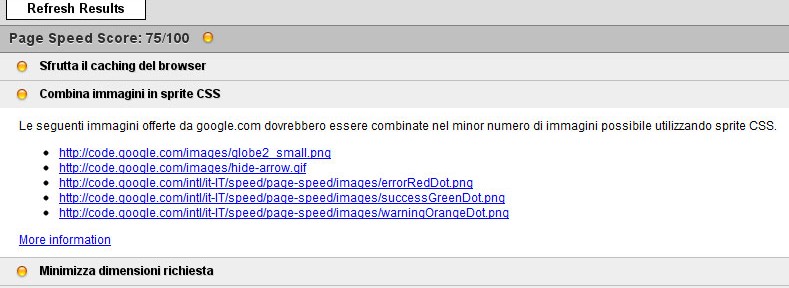 Refresh Results
Page Speed Score: 75/100
Sfrutta il caching del browser
Combina immagini in sprite CSS
Le seguenti immagini offerte da google.com dovrebbero essere combinate nel minor numero di immagini possibile utilizzando sprite CSS.
http://code.google.com/images/globe2_small.png
http://code.google.com/images/hide-arrow.gif
http://code.google.com/intl/it-IT/speed/page-speed/images/errorRedDot.png
http://code.google.com/intl/it-IT/speed/page-speed/images/successGreenDot.png
http://code.google.com/intl/it-IT/speed/page-speed/images/warningOrangeDot.png
More information
Minimizza dimensioni richiesta